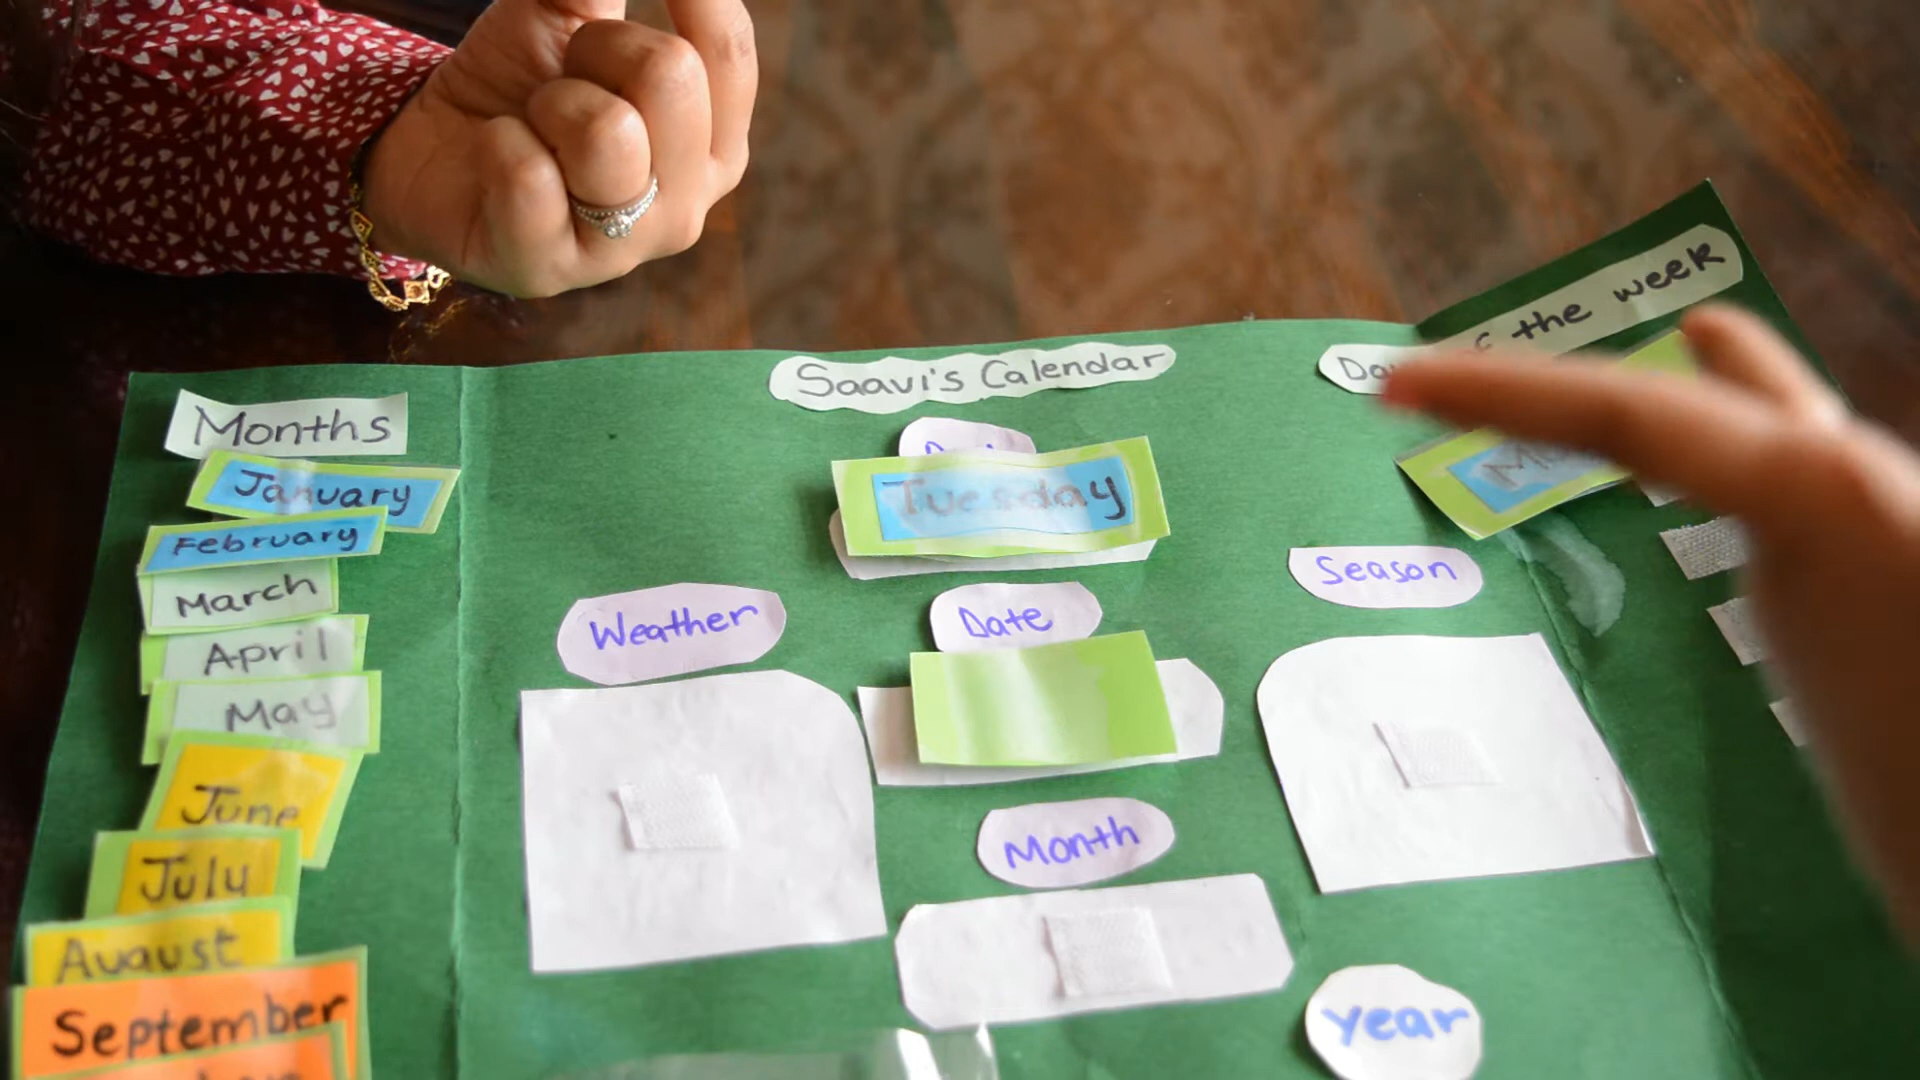 Saavi's Calendar
Months
January
February
March
April
May
June
July
August
September
Tuesday
Weather
Date
Month
the week
Season
year